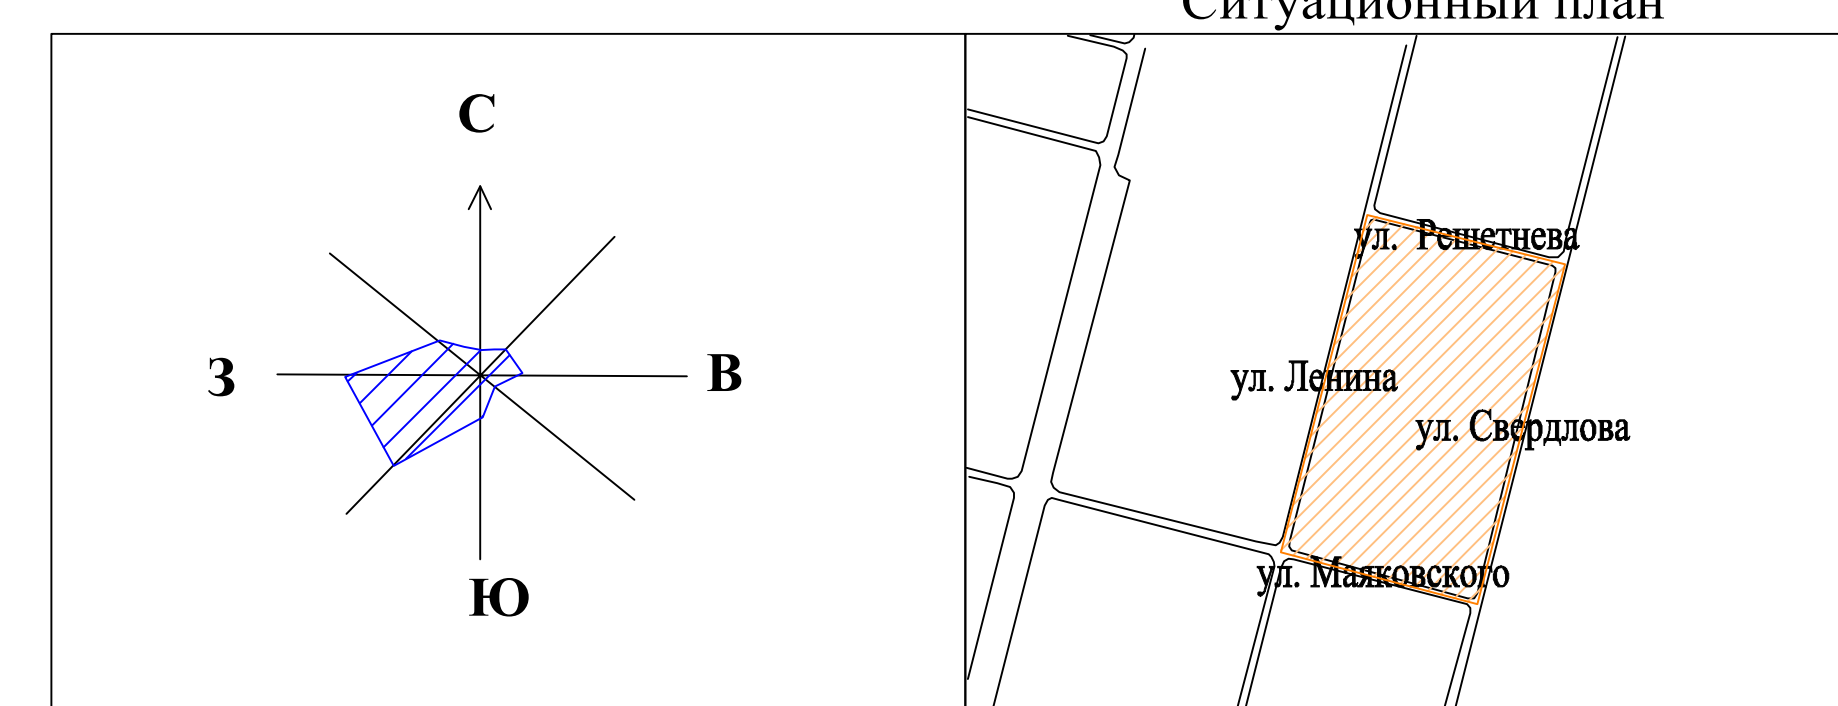 Ситуационный план
С
З
В
Ю
ул. Решетнева
ул. Ленина
ул. Свердлова
ул. Маяковского